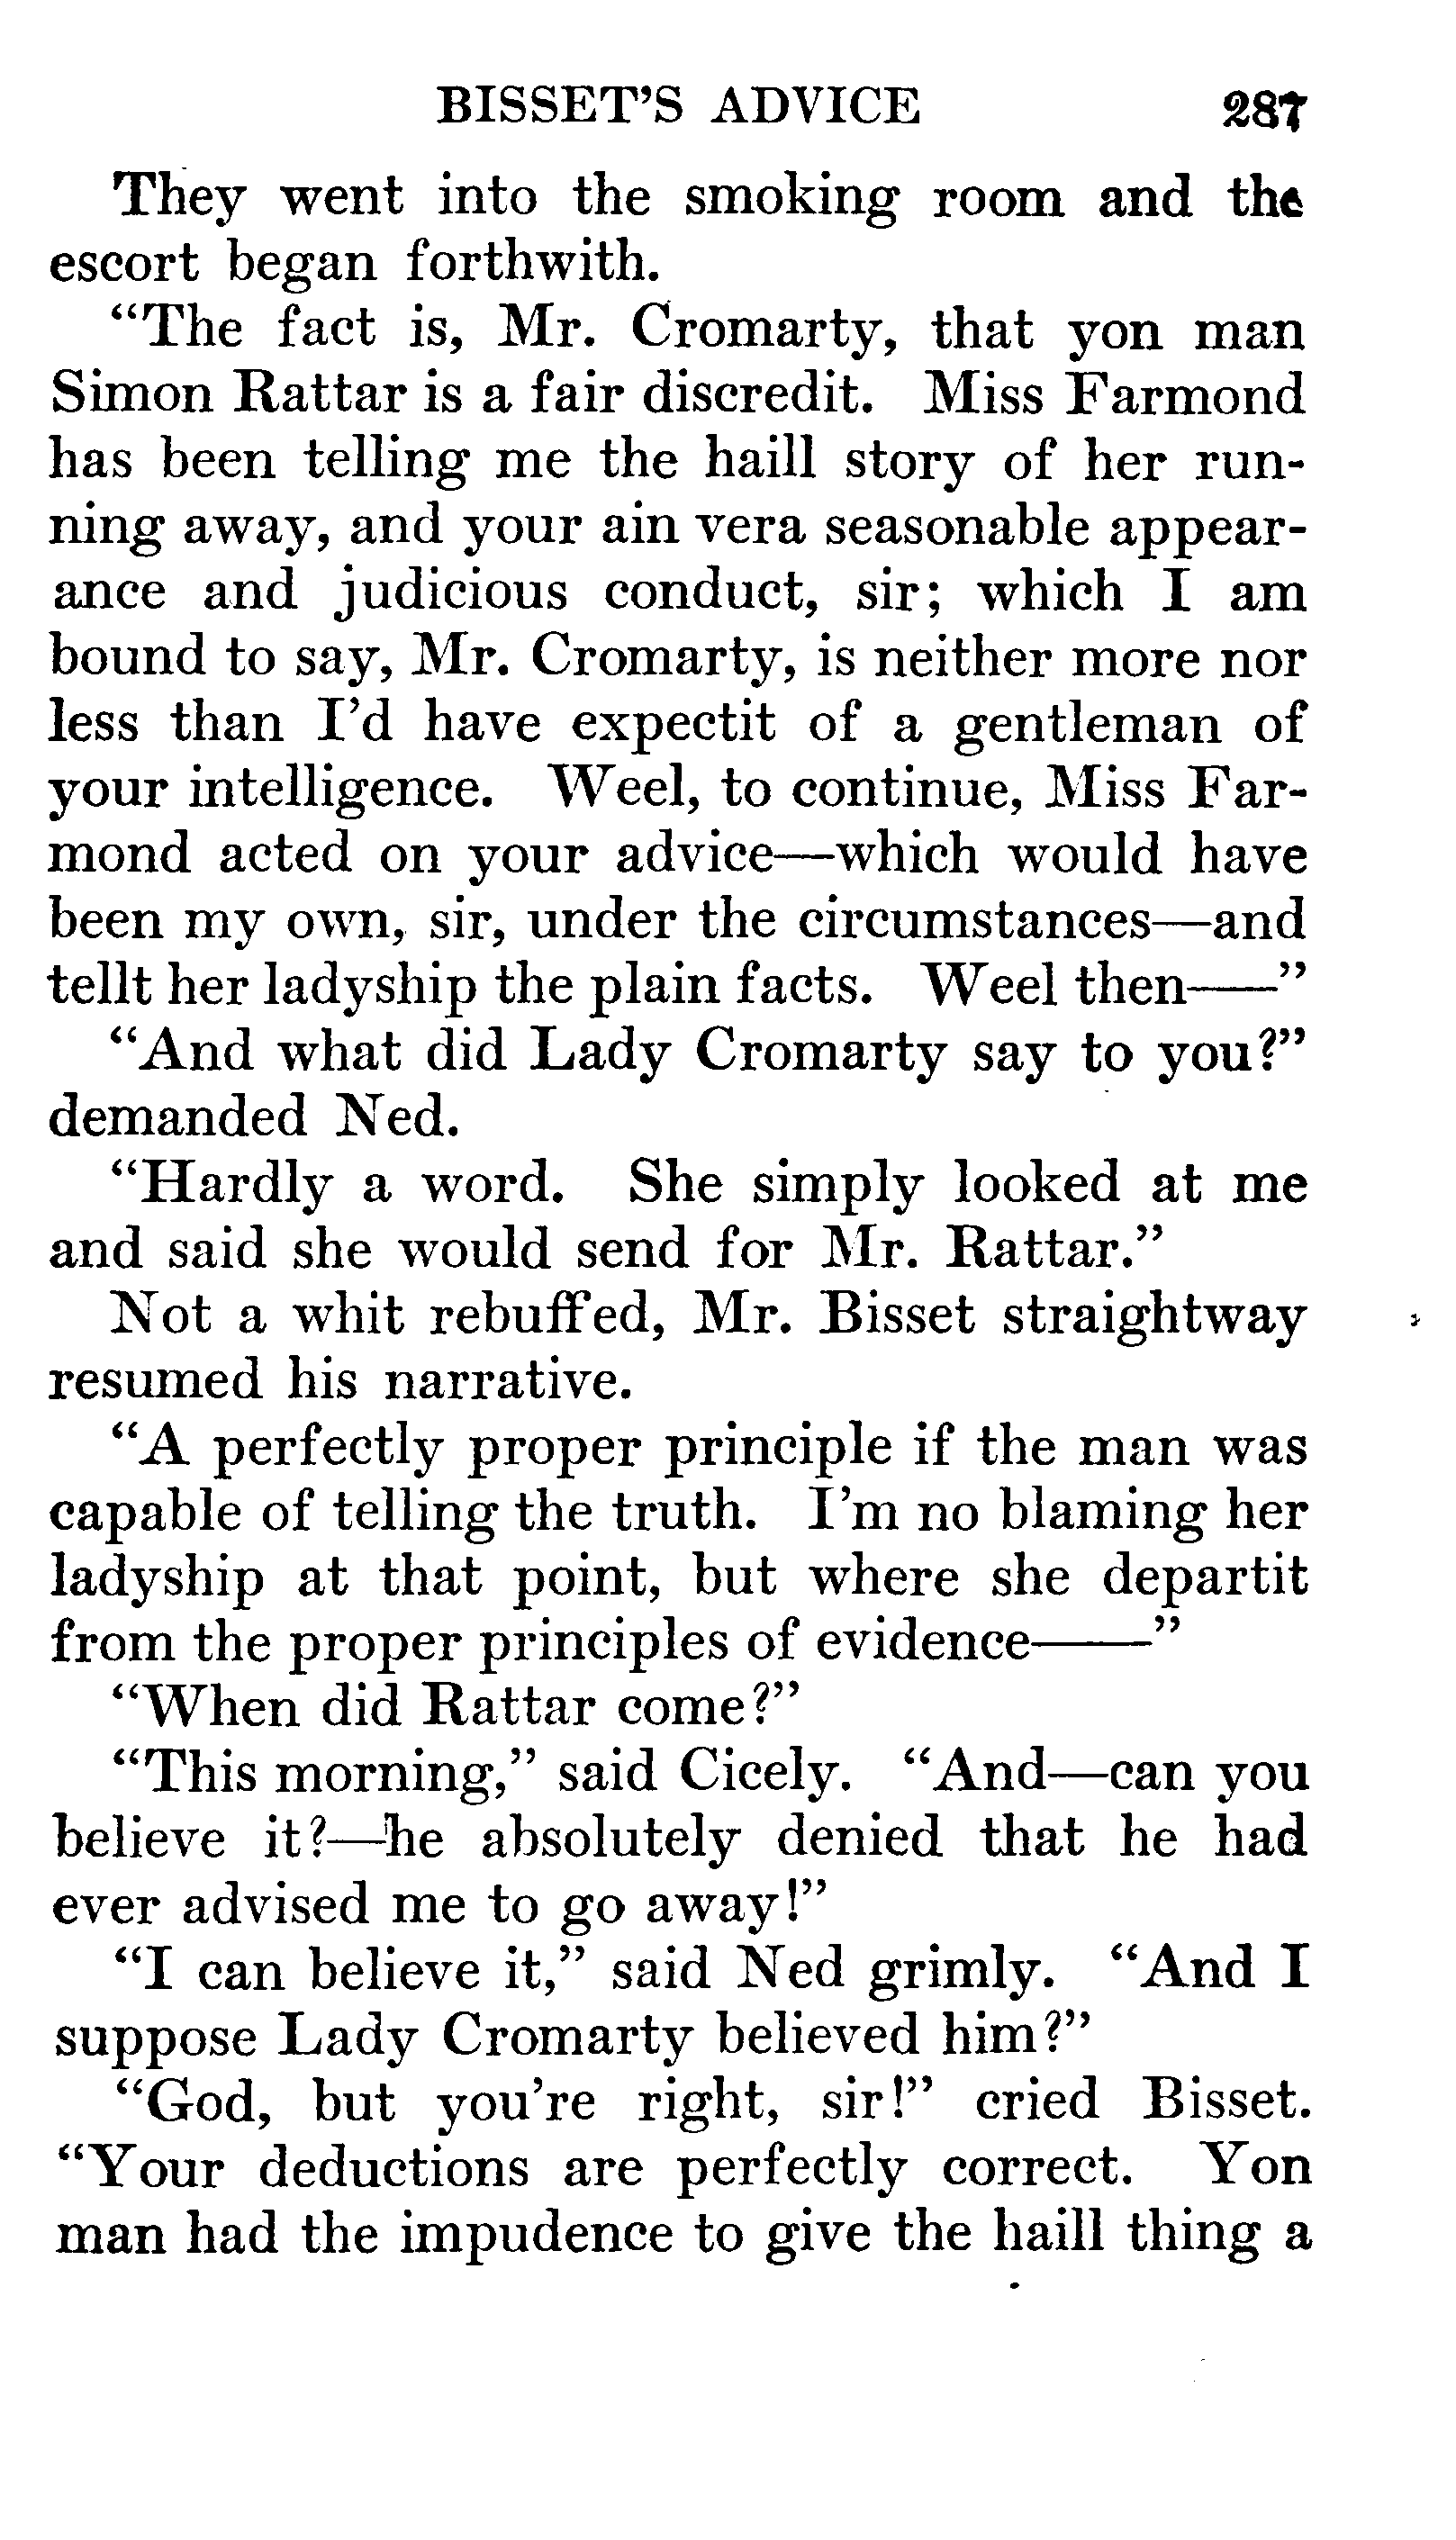 BISSET'S ADVICE 287
They went into the smoking room and the
escort began forthwith.
"The fact is, Mr. Cromarty, that yon man
Simon Rattar is a fair discredit. Miss Farmond
has been telling me the haill story of her run-
ning away, and your ain vera seasonable appear-
ance and judicious conduct, sir; which I am
bound to say, Mr. Cromarty, is neither more nor
less than I'd have expectit of a gentleman of
your intelligence. Weel, to continue, Miss Far-
mond acted on your advice—which would have
been my own, sir, under the circumstances—and
tellt her ladyship the plain facts. Weel then——"
"And what did Lady Cromarty say to you?"
demanded Ned.
"Hardly a word. She simply looked at me
and said she would send for Mr. Rattar."
Not a whit rebuffed, Mr. Bisset straightway
resumed his narrative.
"A perfectly proper principle if the man was
capable of telling the truth. I'm no blaming her
ladyship at that point, but where she departit
from the proper principles of evidence——"
"When did Rattar come?"
"This morning," said Cicely. "And—can you
believe it?—he absolutely denied that he had
ever advised me to go away!"
"I can believe it," said Ned grimly. "And I
suppose Lady Cromarty believed him?"
"God, but you're right, sir!" cried Bisset.
"Your deductions are perfectly correct. Yon
man had the impudence to give the haill thing a